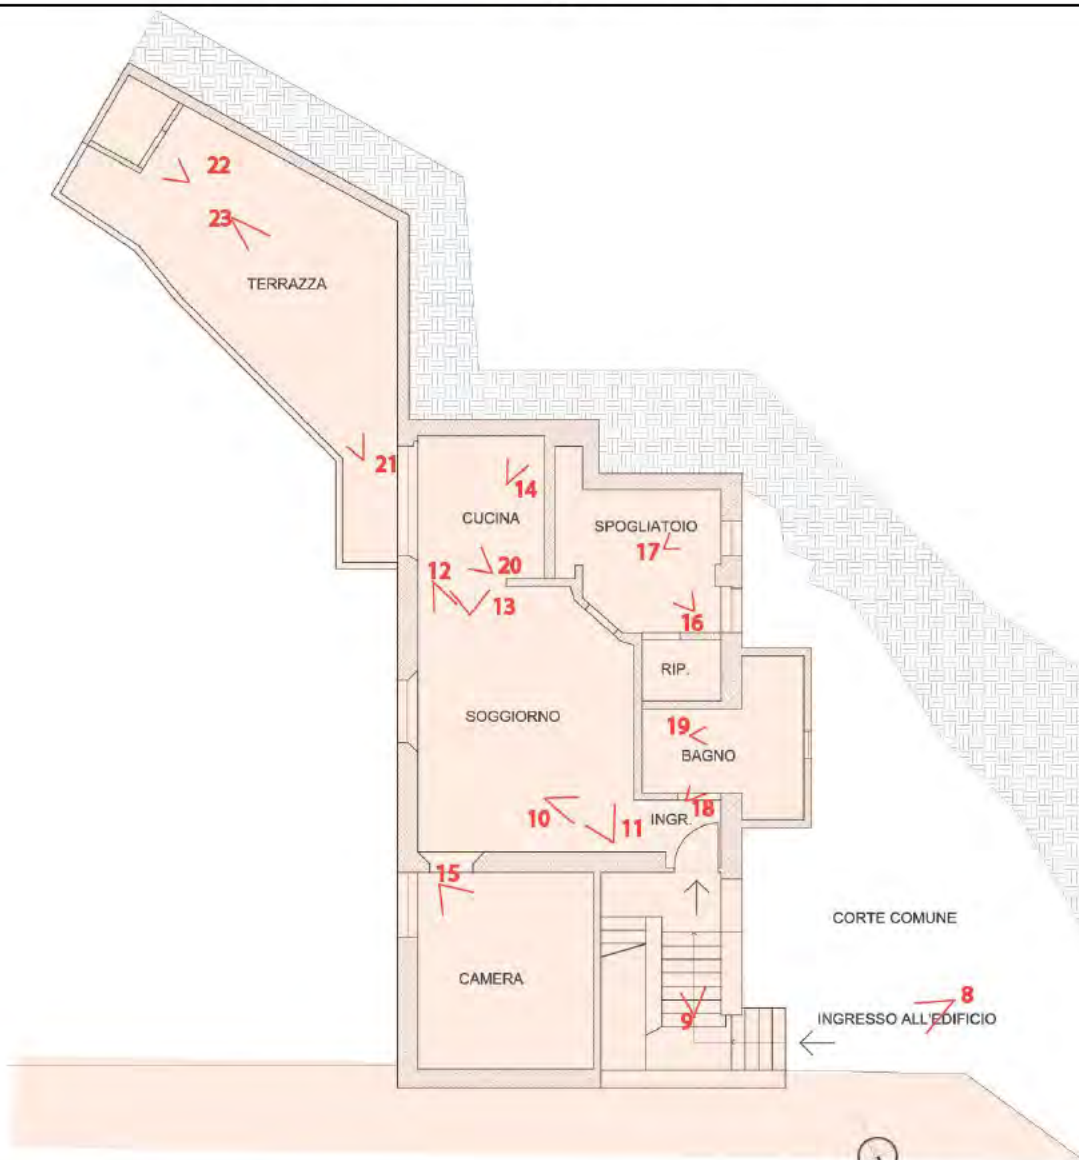 22
23
TERRAZZA
21
14
CUCINA
SPOGLIATOIO
17
20
12
13
16
RIP.
SOGGIORNO
19
BAGNO
18
10
11
INGR.
15
CORTE COMUNE
CAMERA
8
9
INGRESSO ALL'EDIFICIO